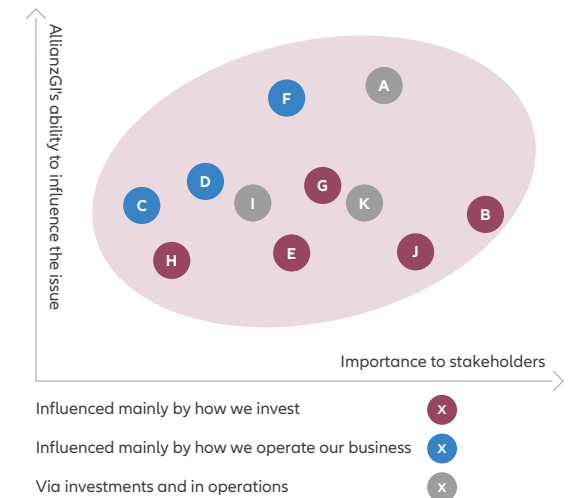 AllianzGI's ability to influence the issue
A
F
D
G
C
I
K
B
H
E
J
Importance to stakeholders
Influenced mainly by how we invest
X
Influenced mainly by how we operate our business
X
Via investments and in operations
X